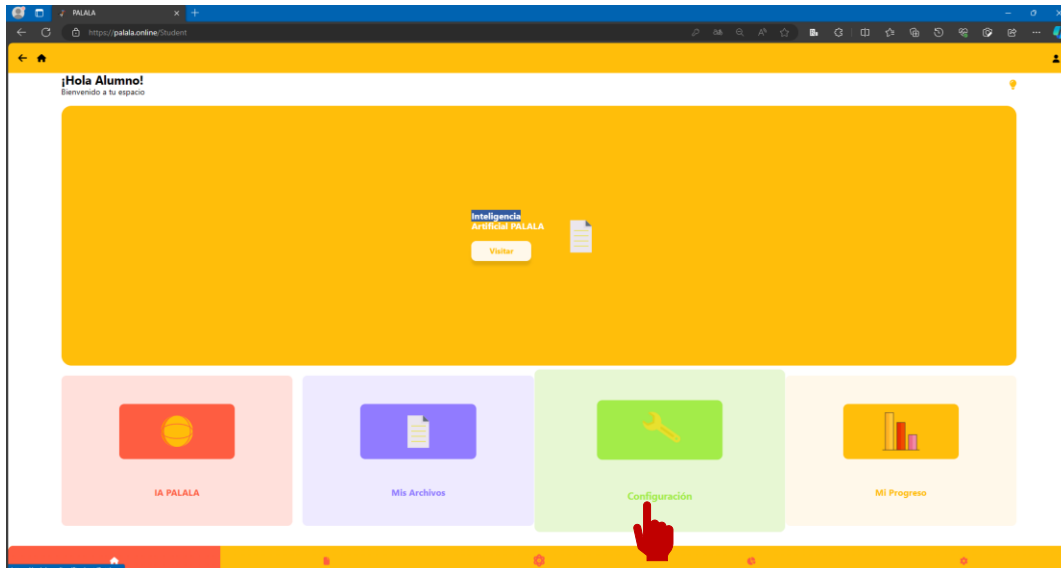 PALALA
https://palala.online/Student
¡Hola Alumno!
Bienvenido a tu espacio
Inteligencia
Artificial PALALA
Visitar
IA PALALA
Mis Archivos
Configuración
Mi Progreso